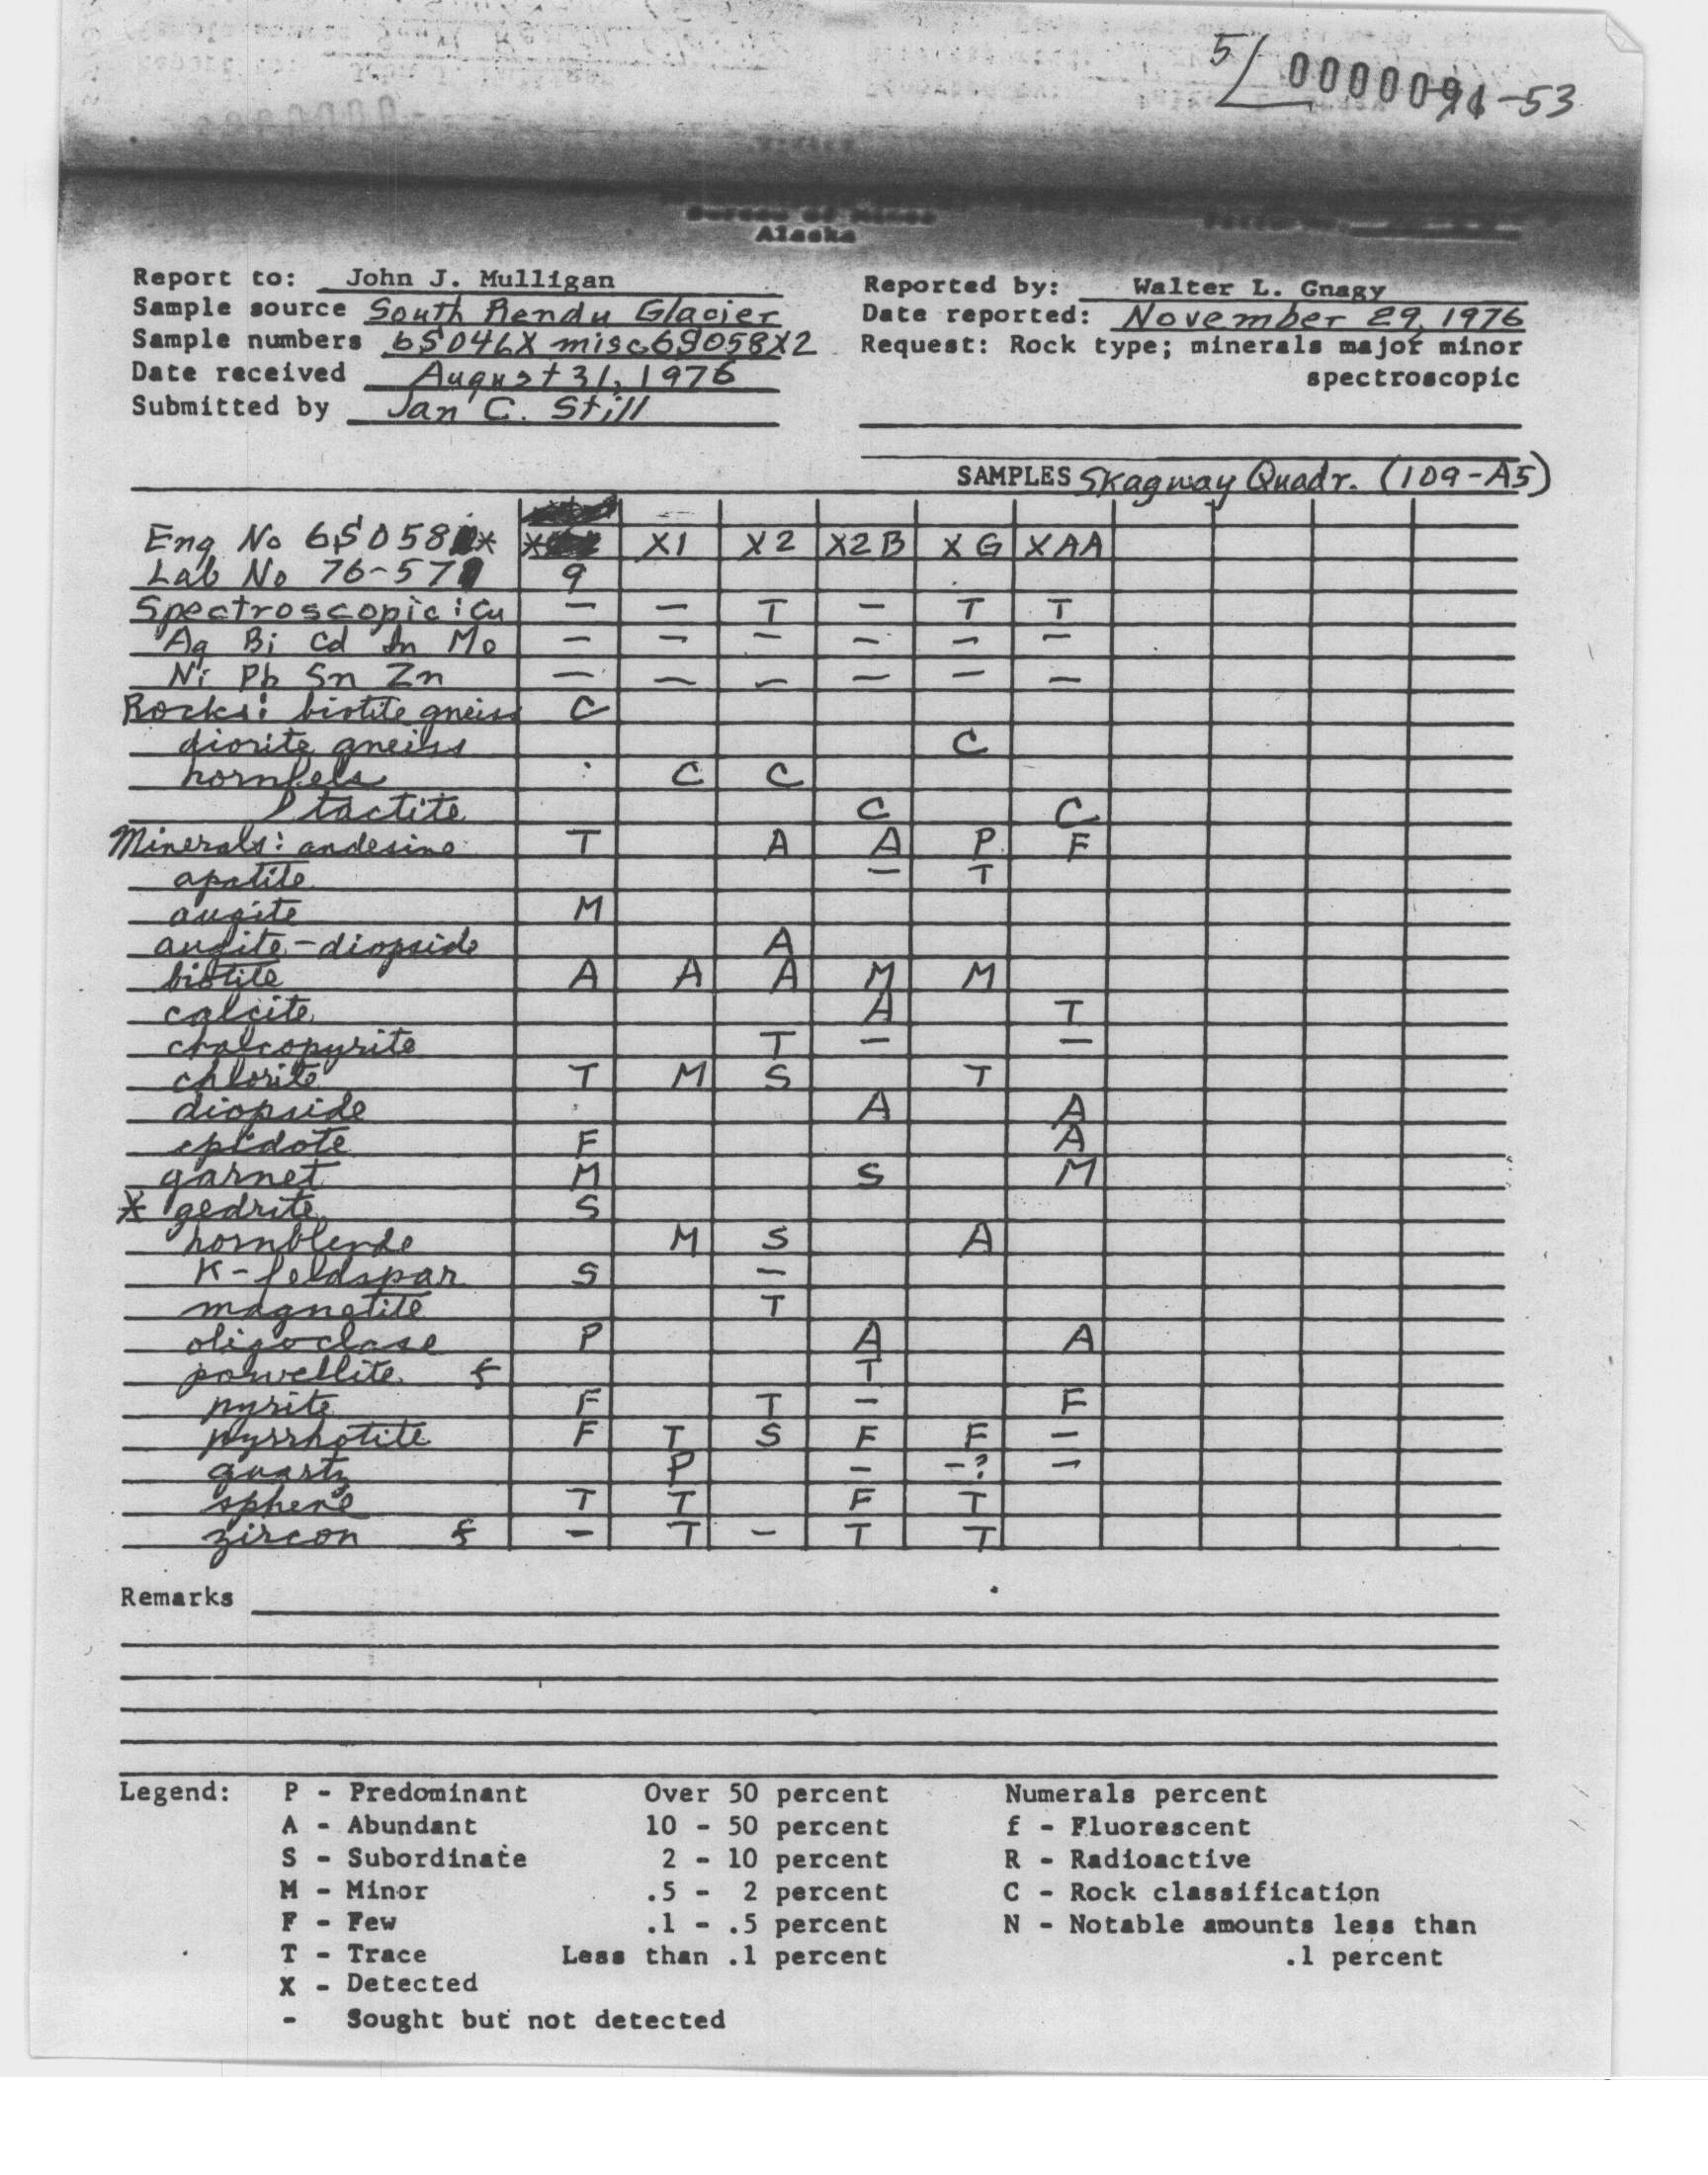 5/ 0000091-53
Bureau of Mines
Alaska
Report to: John J. Mulligan
Reported by: Walter L. Gnagy
Sample source South Rendu Glacier
Date reported: November 29, 1976
Sample numbers 6S046X misc 6S058X2
Request: Rock type; minerals major minor
Date received August 31, 1976
spectroscopic
Submitted by Jan C. Still
SAMPLES Skagway Quadr. (109-A5)
Eng No 6S058 * * X1 X2 X2B XG XAA
Lab No 76-57 9
Spectroscopic: Cu - - T - T T
Ag Bi Cd In Mo - - - - - -
Ni Pb Sn Zn - - - - - -
Rocks: biotite gneiss C
diorite gneiss C
hornfels C C
tactite C C
Minerals: andesine T A A P F
apatite - T
augite M
augite-diopside A
biotite A A A M M
calcite A T
chalcopyrite T - -
chlorite T M S T
diopside A A
epidote F A
garnet M S M
* gedrite S
hornblende M S A
K-feldspar S -
magnetite T
oligoclase P A A
powellite f T
pyrite F T - F
pyrrhotite F T S F F -
quartz P - -? -
sphene T T F T
zircon f - T - T T
Remarks
Legend: P - Predominant Over 50 percent Numerals percent
A - Abundant 10 - 50 percent f - Fluorescent
S - Subordinate 2 - 10 percent R - Radioactive
M - Minor .5 - 2 percent C - Rock classification
F - Few .1 - .5 percent N - Notable amounts less than
T - Trace Less than .1 percent .1 percent
X - Detected
- Sought but not detected